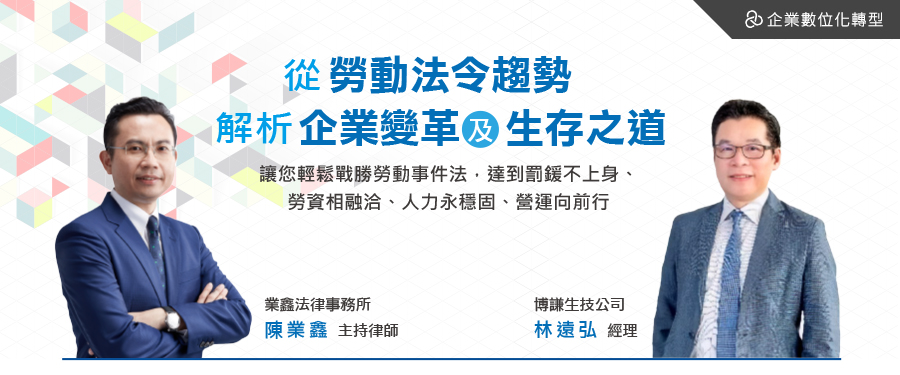 企業數位化轉型
從 勞動法令趨勢
解析 企業變革及生存之道
讓您輕鬆戰勝勞動事件法，達到罰鍰不上身、
勞資相融洽、人力永穩固、營運向前行
業鑫法律事務所
陳業鑫 主持律師
博謙生技公司
林遠弘 經理